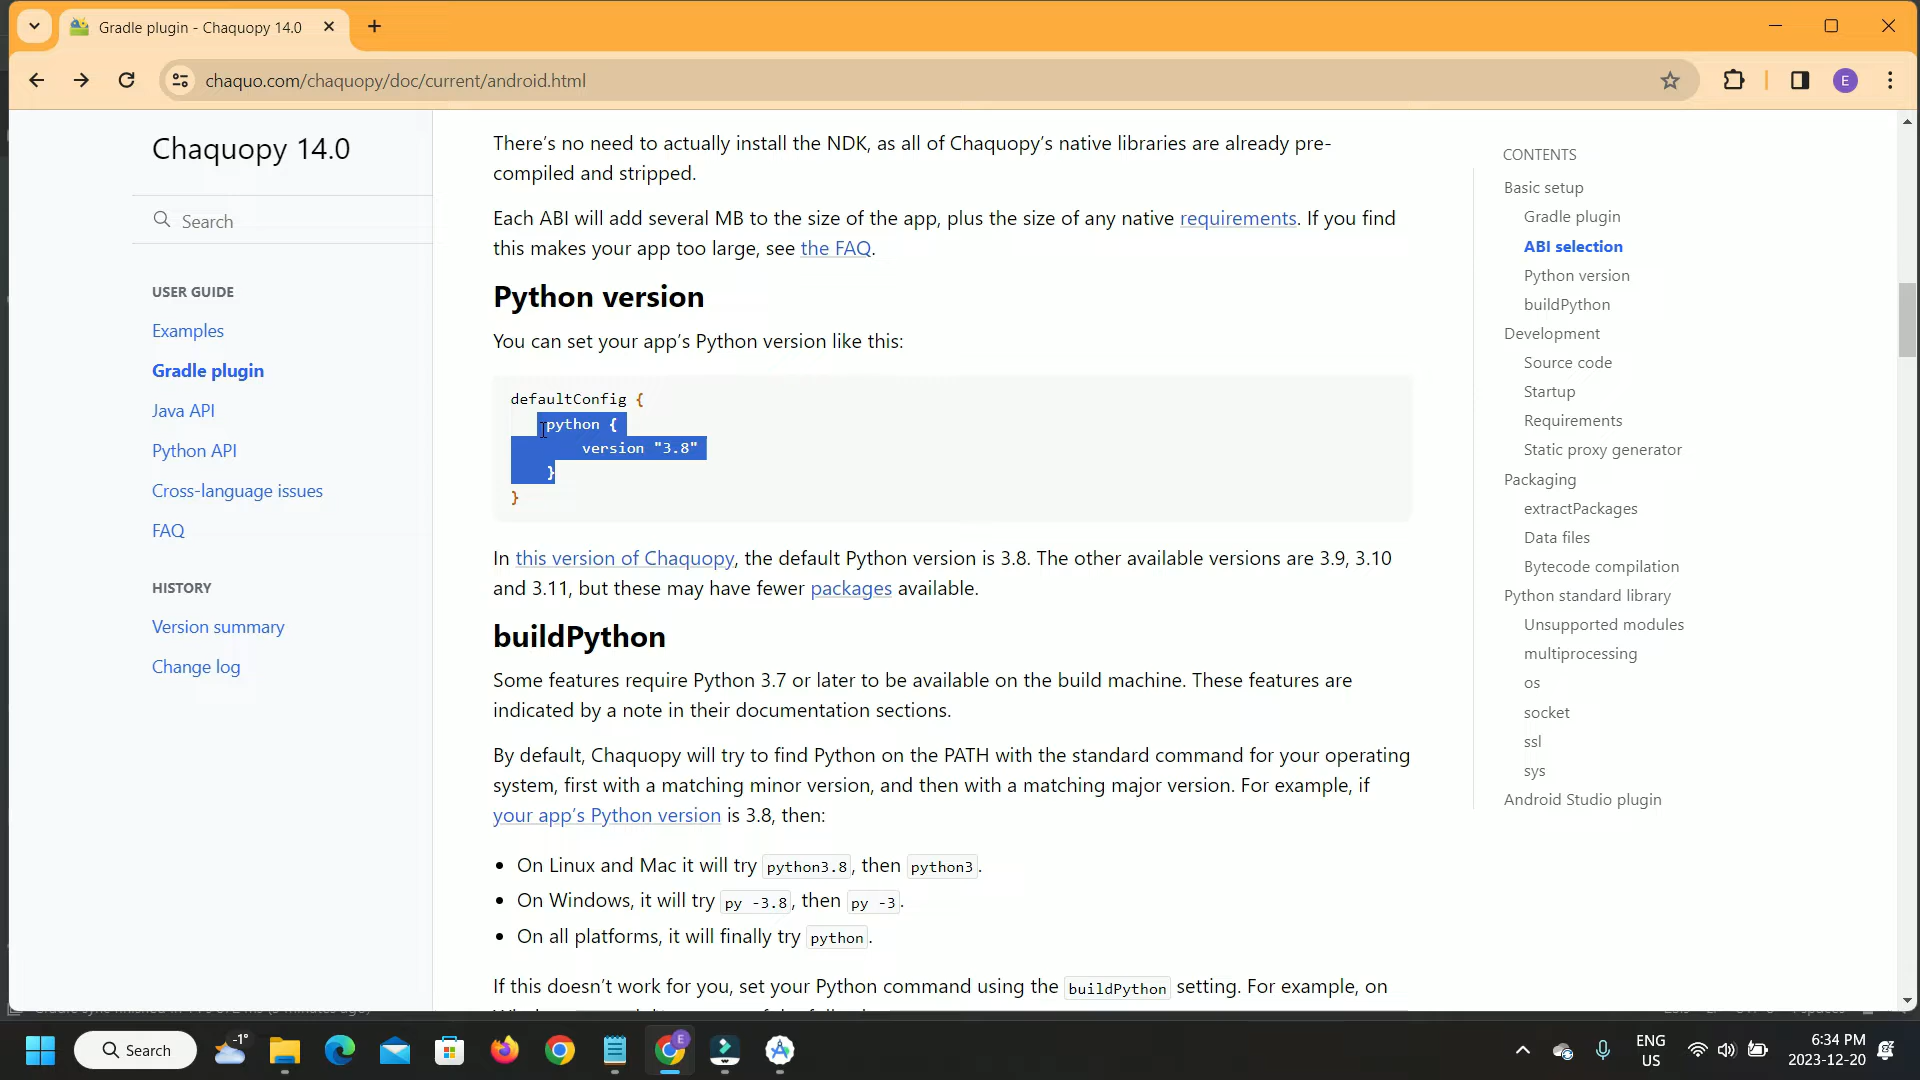 Gradle plugin - Chaquopy 14.0
chaquo.com/chaquopy/doc/current/android.html
E
Chaquopy 14.0
Search
USER GUIDE
Examples
Gradle plugin
Java API
Python API
Cross-language issues
FAQ
HISTORY
Version summary
Change log
There’s no need to actually install the NDK, as all of Chaquopy’s native libraries are already pre-
compiled and stripped.
Each ABI will add several MB to the size of the app, plus the size of any native requirements. If you find
this makes your app too large, see the FAQ.
Python version
You can set your app’s Python version like this:
defaultConfig {
python {
version "3.8"
}
}
In this version of Chaquopy, the default Python version is 3.8. The other available versions are 3.9, 3.10
and 3.11, but these may have fewer packages available.
buildPython
Some features require Python 3.7 or later to be available on the build machine. These features are
indicated by a note in their documentation sections.
By default, Chaquopy will try to find Python on the PATH with the standard command for your operating
system, first with a matching minor version, and then with a matching major version. For example, if
your app’s Python version is 3.8, then:
• On Linux and Mac it will try python3.8, then python3.
• On Windows, it will try py -3.8, then py -3.
• On all platforms, it will finally try python.
If this doesn’t work for you, set your Python command using the buildPython setting. For example, on
CONTENTS
Basic setup
Gradle plugin
ABI selection
Python version
buildPython
Development
Source code
Startup
Requirements
Static proxy generator
Packaging
extractPackages
Data files
Bytecode compilation
Python standard library
Unsupported modules
multiprocessing
os
socket
ssl
sys
Android Studio plugin
Search
-1°
E
ENG
US
6:34 PM
2023-12-20